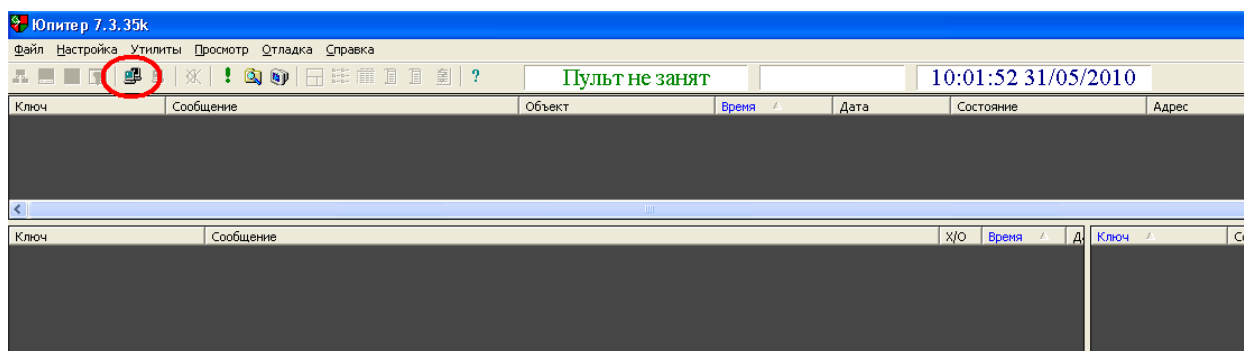 Юпитер 7.3.35k
Файл Настройка Утилиты Просмотр Отладка Справка
Пульт не занят 10:01:52 31/05/2010
Ключ Сообщение Объект Время Дата Состояние Адрес
Ключ Сообщение Х/О Время Ключ